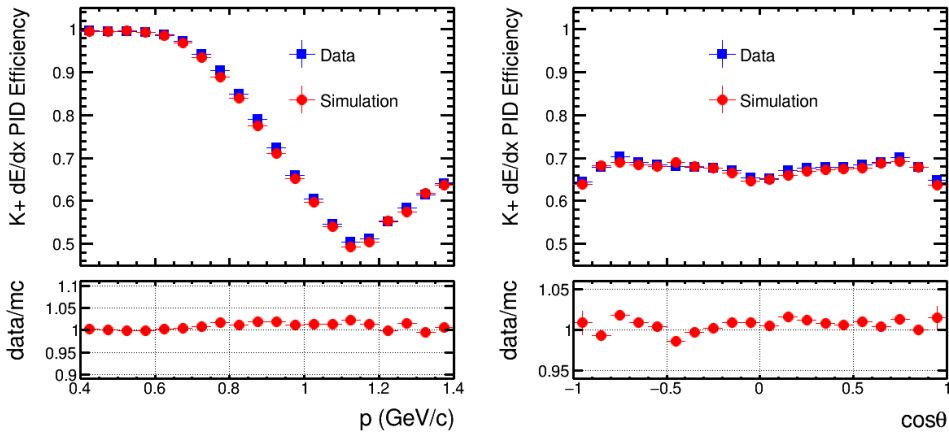 K+ dE/dx PID Efficiency
1
0.9
0.8
0.7
0.6
0.5
Data
Simulation
data/mc
1.1
1.05
1
0.95
0.9
0.4 0.6 0.8 1 1.2 1.4
p (GeV/c)
K+ dE/dx PID Efficiency
1
0.9
0.8
0.7
0.6
0.5
Data
Simulation
data/mc
1.05
1
0.95
−1 −0.5 0 0.5 1
cosθ